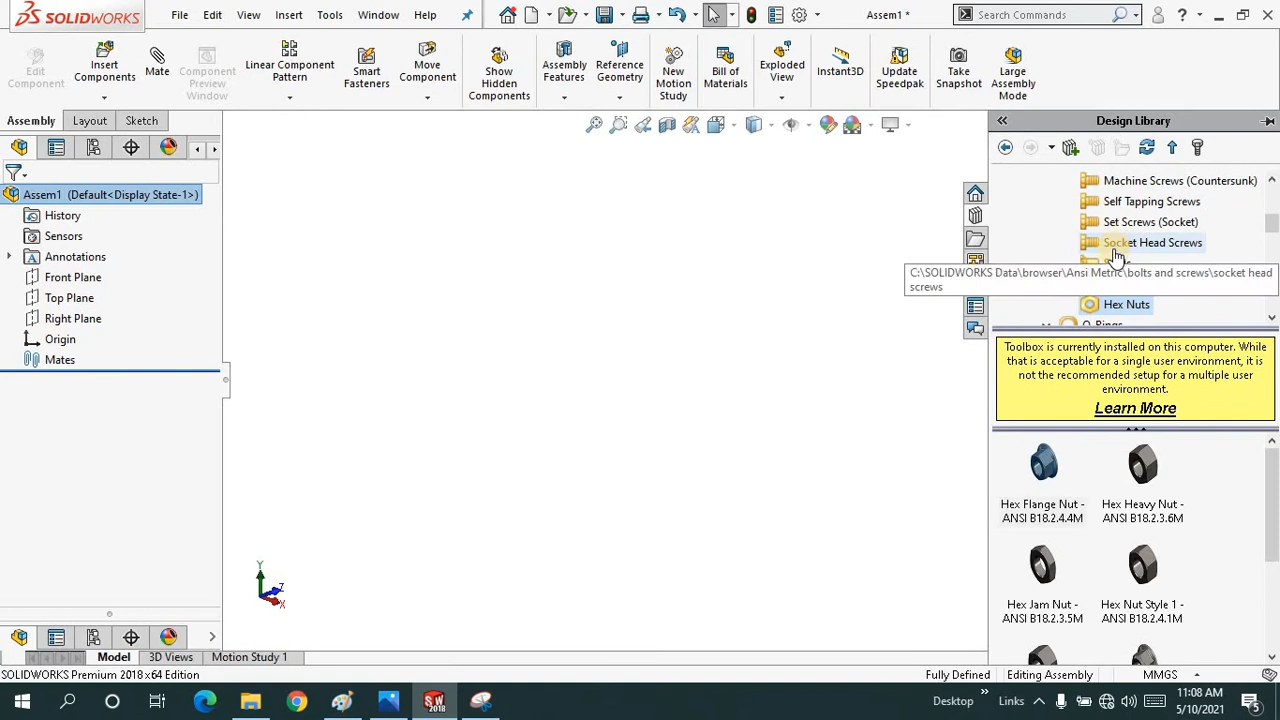 SOLIDWORKS
File Edit View Insert Tools Window Help
Assem1 *
Search Commands
Edit Component
Insert Components
Mate
Component Preview Window
Linear Component Pattern
Smart Fasteners
Move Component
Show Hidden Components
Assembly Features
Reference Geometry
New Motion Study
Bill of Materials
Exploded View
Instant3D
Update Speedpak
Take Snapshot
Large Assembly Mode
Assembly Layout Sketch
Design Library
Assem1 (Default<Display State-1>)
History
Sensors
Annotations
Front Plane
Top Plane
Right Plane
Origin
Mates
Machine Screws (Countersunk)
Self Tapping Screws
Set Screws (Socket)
Socket Head Screws
C:\SOLIDWORKS Data\browser\Ansi Metric\bolts and screws\socket head
screws
Hex Nuts
O-Rings
Toolbox is currently installed on this computer. While
that is acceptable for a single user environment, it is
not the recommended setup for a multiple user
environment.
Learn More
Hex Flange Nut -
ANSI B18.2.4.4M
Hex Heavy Nut -
ANSI B18.2.3.6M
Hex Jam Nut -
ANSI B18.2.3.5M
Hex Nut Style 1 -
ANSI B18.2.4.1M
Y
Z
X
Model 3D Views Motion Study 1
SOLIDWORKS Premium 2018 x64 Edition
Fully Defined Editing Assembly MMGS
SW
2018
Desktop
Links
11:08 AM
5/10/2021
5